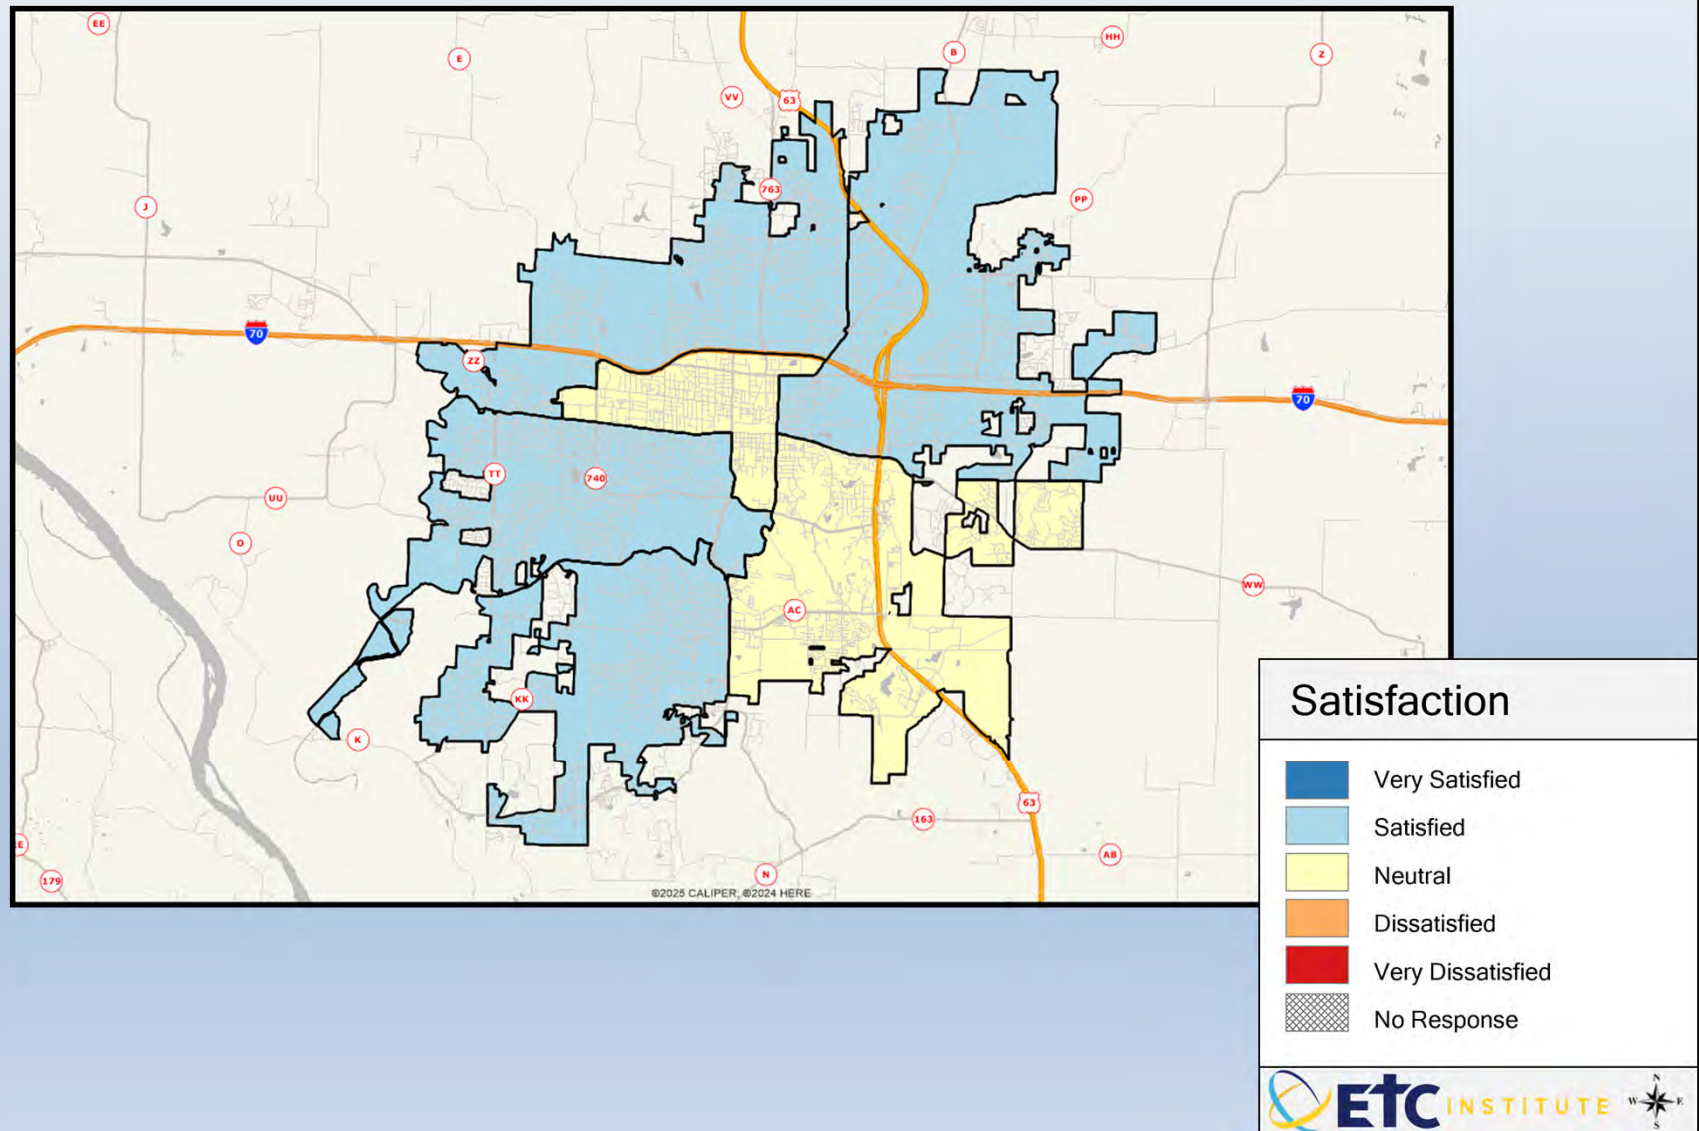 EE
E
B
HH
Z
VV
63
763
J
PP
70
ZZ
70
TT
740
UU
O
WW
AC
KK
K
63
163
AB
N
179
©2025 CALIPER; ©2024 HERE
Satisfaction
Very Satisfied
Satisfied
Neutral
Dissatisfied
Very Dissatisfied
No Response
ETC INSTITUTE
N
W E
S